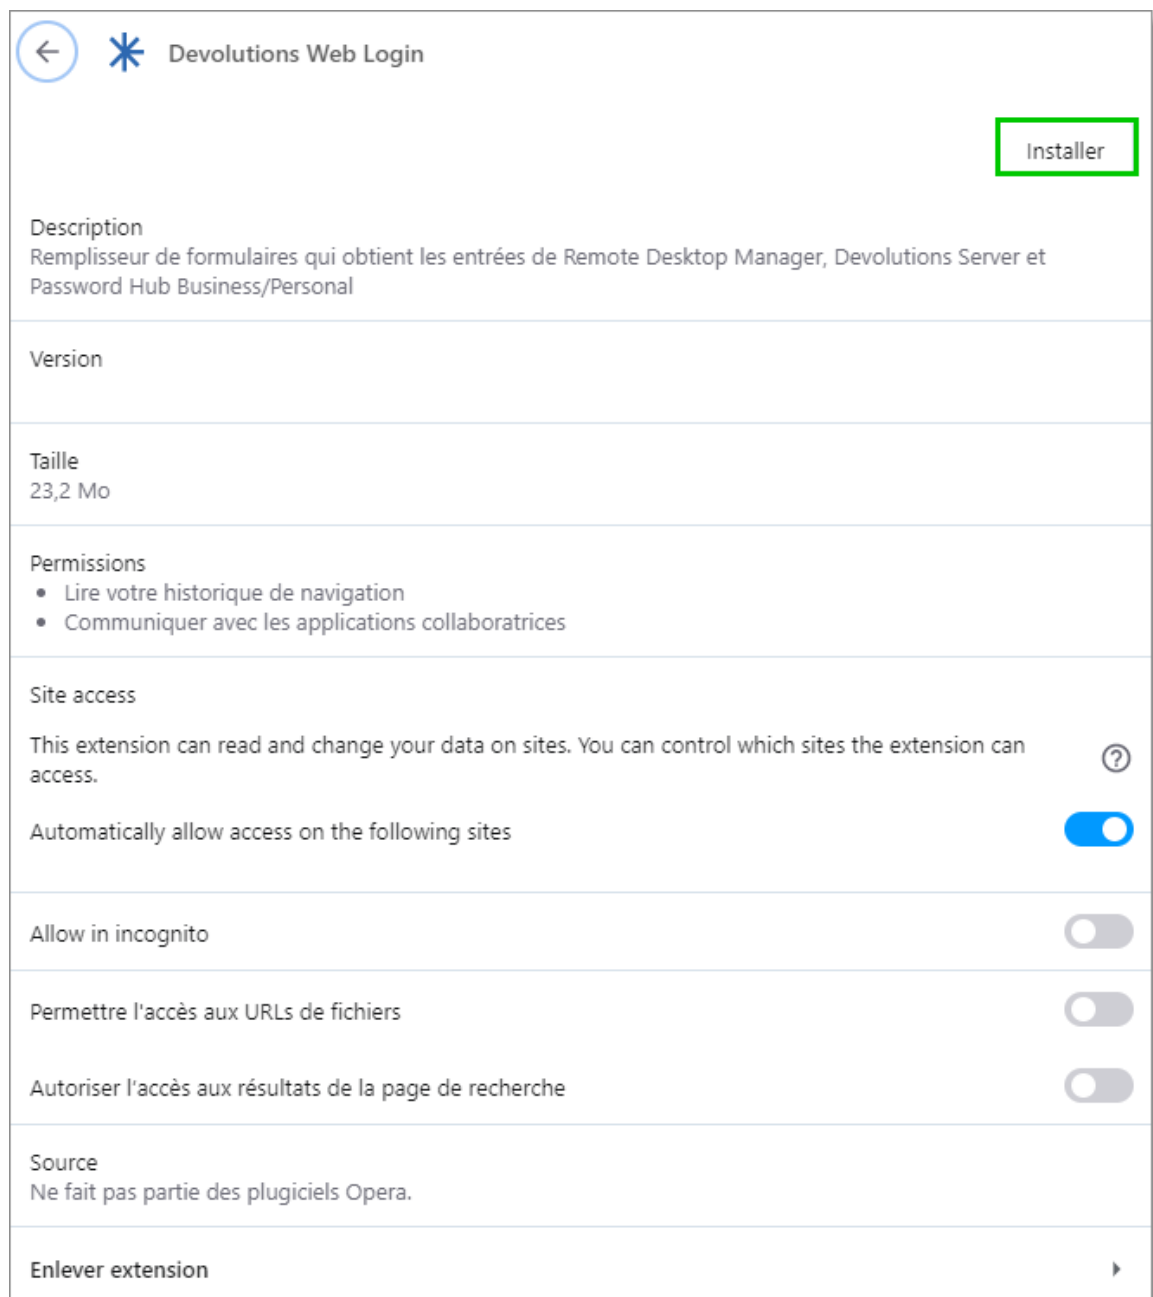 Devolutions Web Login
Installer
Description
Remplisseur de formulaires qui obtient les entrées de Remote Desktop Manager, Devolutions Server et
Password Hub Business/Personal
Version
Taille
23,2 Mo
Permissions
• Lire votre historique de navigation
• Communiquer avec les applications collaboratrices
Site access
This extension can read and change your data on sites. You can control which sites the extension can
access.
Automatically allow access on the following sites
Allow in incognito
Permettre l'accès aux URLs de fichiers
Autoriser l'accès aux résultats de la page de recherche
Source
Ne fait pas partie des plugiciels Opera.
Enlever extension